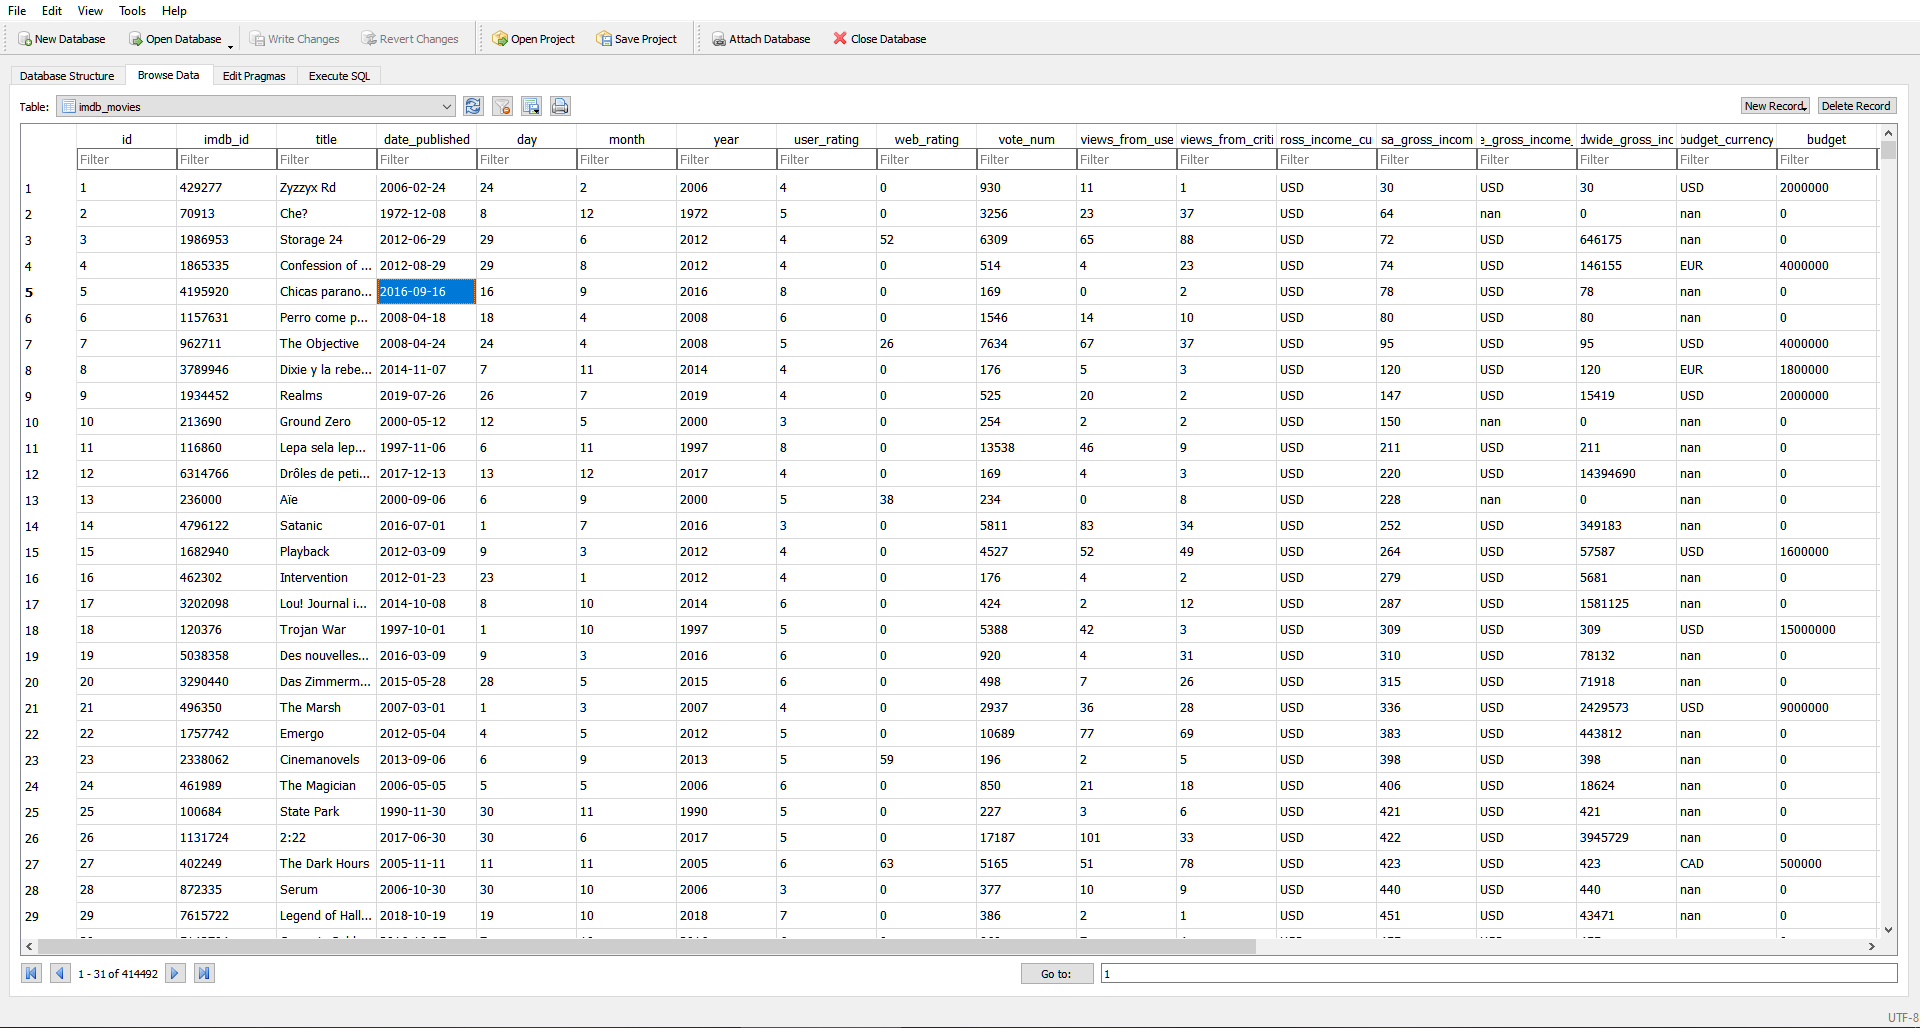 File Edit View Tools Help
New Database Open Database Write Changes Revert Changes Open Project Save Project Attach Database Close Database
Database Structure Browse Data Edit Pragmas Execute SQL
Table: imdb_movies New Record Delete Record
id imdb_id title date_published day month year user_rating web_rating vote_num views_from_use views_from_criti ross_income_cu sa_gross_incom e_gross_income_ dwide_gross_inc budget_currency budget
Filter Filter Filter Filter Filter Filter Filter Filter Filter Filter Filter Filter Filter Filter Filter Filter Filter Filter
1 1 429277 Zyzzyx Rd 2006-02-24 24 2 2006 4 0 930 11 1 USD 30 USD 30 USD 2000000
2 2 70913 Che? 1972-12-08 8 12 1972 5 0 3256 23 37 USD 64 nan 0 nan 0
3 3 1986953 Storage 24 2012-06-29 29 6 2012 4 52 6309 65 88 USD 72 USD 646175 nan 0
4 4 1865335 Confession of ... 2012-08-29 29 8 2012 4 0 514 4 23 USD 74 USD 146155 EUR 4000000
5 5 4195920 Chicas parano... 2016-09-16 16 9 2016 8 0 169 0 2 USD 78 USD 78 nan 0
6 6 1157631 Perro come p... 2008-04-18 18 4 2008 6 0 1546 14 10 USD 80 USD 80 nan 0
7 7 962711 The Objective 2008-04-24 24 4 2008 5 26 7634 67 37 USD 95 USD 95 USD 4000000
8 8 3789946 Dixie y la rebe... 2014-11-07 7 11 2014 4 0 176 5 3 USD 120 USD 120 EUR 1800000
9 9 1934452 Realms 2019-07-26 26 7 2019 4 0 525 20 2 USD 147 USD 15419 USD 2000000
10 10 213690 Ground Zero 2000-05-12 12 5 2000 3 0 254 2 2 USD 150 nan 0 nan 0
11 11 116860 Lepa sela lep... 1997-11-06 6 11 1997 8 0 13538 46 9 USD 211 USD 211 nan 0
12 12 6314766 Drôles de peti... 2017-12-13 13 12 2017 4 0 169 4 3 USD 220 USD 14394690 nan 0
13 13 236000 Aïe 2000-09-06 6 9 2000 5 38 234 0 8 USD 228 nan 0 nan 0
14 14 4796122 Satanic 2016-07-01 1 7 2016 3 0 5811 83 34 USD 252 USD 349183 nan 0
15 15 1682940 Playback 2012-03-09 9 3 2012 4 0 4527 52 49 USD 264 USD 57587 USD 1600000
16 16 462302 Intervention 2012-01-23 23 1 2012 4 0 176 4 2 USD 279 USD 5681 nan 0
17 17 3202098 Lou! Journal i... 2014-10-08 8 10 2014 6 0 424 2 12 USD 287 USD 1581125 nan 0
18 18 120376 Trojan War 1997-10-01 1 10 1997 5 0 5388 42 3 USD 309 USD 309 USD 15000000
19 19 5038358 Des nouvelles... 2016-03-09 9 3 2016 6 0 920 4 31 USD 310 USD 78132 nan 0
20 20 3290440 Das Zimmerm... 2015-05-28 28 5 2015 6 0 498 7 26 USD 315 USD 71918 nan 0
21 21 496350 The Marsh 2007-03-01 1 3 2007 4 0 2937 36 28 USD 336 USD 2429573 USD 9000000
22 22 1757742 Emergo 2012-05-04 4 5 2012 5 0 10689 77 69 USD 383 USD 443812 nan 0
23 23 2338062 Cinemanovels 2013-09-06 6 9 2013 5 59 196 2 5 USD 398 USD 398 nan 0
24 24 461989 The Magician 2006-05-05 5 5 2006 6 0 850 21 18 USD 406 USD 18624 nan 0
25 25 100684 State Park 1990-11-30 30 11 1990 5 0 227 3 6 USD 421 USD 421 nan 0
26 26 1131724 2:22 2017-06-30 30 6 2017 5 0 17187 101 33 USD 422 USD 3945729 nan 0
27 27 402249 The Dark Hours 2005-11-11 11 11 2005 6 63 5165 51 78 USD 423 USD 423 CAD 500000
28 28 872335 Serum 2006-10-30 30 10 2006 3 0 377 10 9 USD 440 USD 440 nan 0
29 29 7615722 Legend of Hall... 2018-10-19 19 10 2018 7 0 386 2 1 USD 451 USD 43471 nan 0
1 - 31 of 414492 Go to: 1
UTF-8